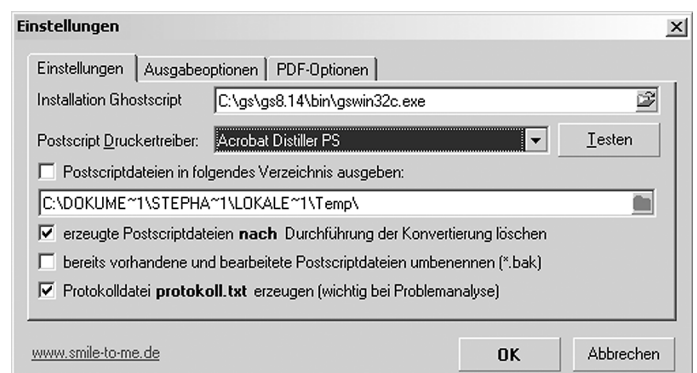 Einstellungen
Einstellungen Ausgabeoptionen PDF-Optionen
Installation Ghostscript C:\gs\gs8.14\bin\gswin32c.exe
Postscript Druckertreiber: Acrobat Distiller PS Testen
Postscriptdateien in folgendes Verzeichnis ausgeben:
C:\DOKUME~1\STEPHA~1\LOKALE~1\Temp\
erzeugte Postscriptdateien nach Durchführung der Konvertierung löschen
bereits vorhandene und bearbeitete Postscriptdateien umbenennen (*.bak)
Protokolldatei protokoll.txt erzeugen (wichtig bei Problemanalyse)
www.smile-to-me.de OK Abbrechen